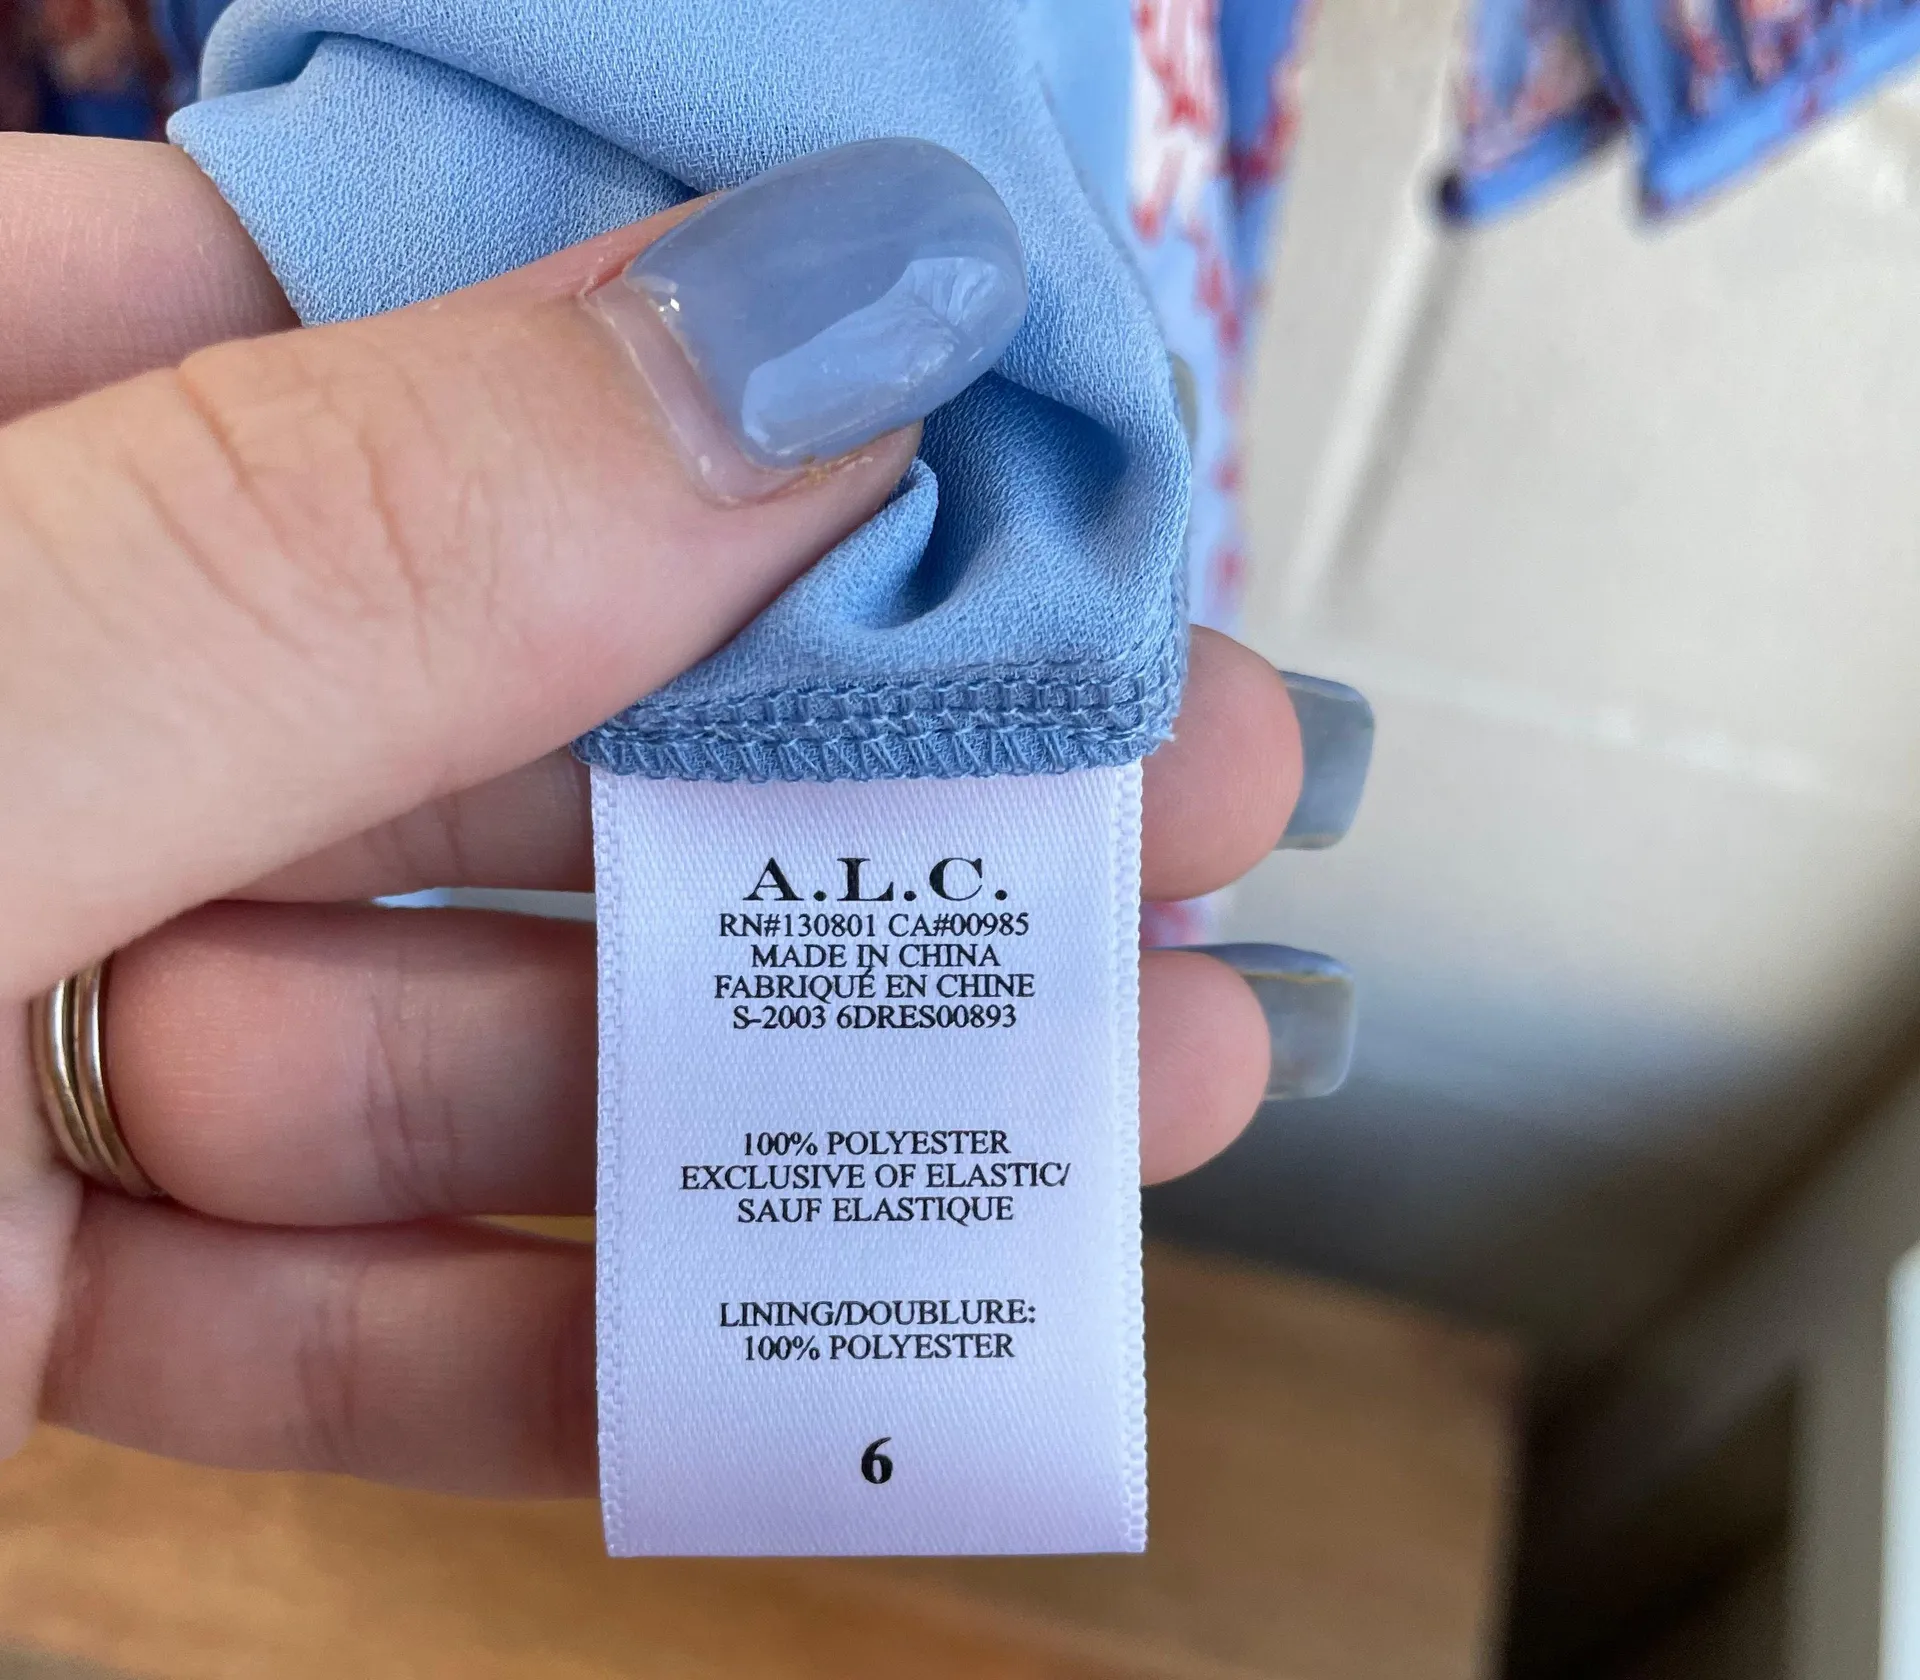 A.L.C.
RN#130801 CA#00985
MADE IN CHINA
FABRIQUÉ EN CHINE
S-2003 6DRES00893
100% POLYESTER
EXCLUSIVE OF ELASTIC/
SAUF ELASTIQUE
LINING/DOUBLURE:
100% POLYESTER
6